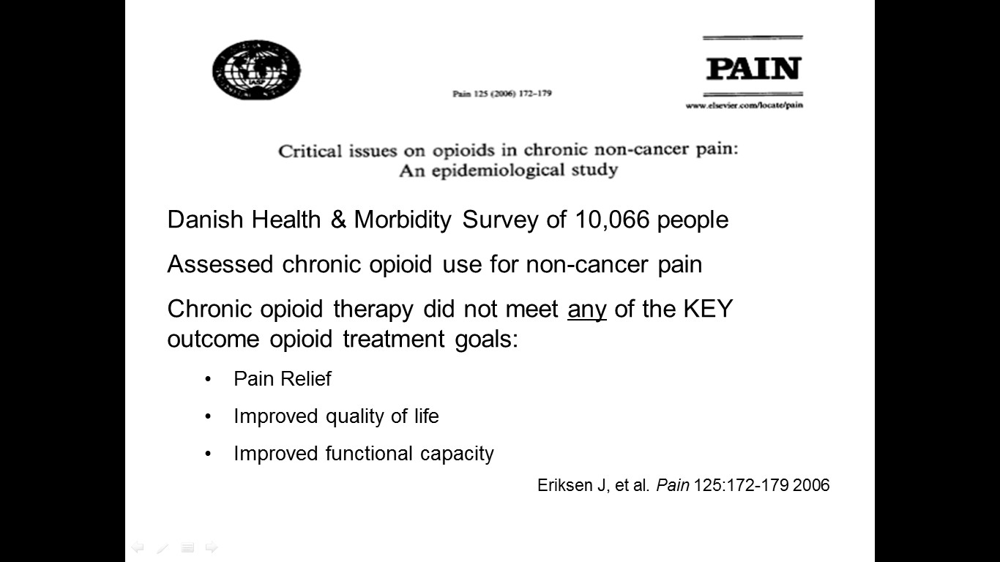 IASP
PAIN
Pain 125 (2006) 172–179
www.elsevier.com/locate/pain
Critical issues on opioids in chronic non-cancer pain:
An epidemiological study
Danish Health & Morbidity Survey of 10,066 people
Assessed chronic opioid use for non-cancer pain
Chronic opioid therapy did not meet any of the KEY
outcome opioid treatment goals:
• Pain Relief
• Improved quality of life
• Improved functional capacity
Eriksen J, et al. Pain 125:172-179 2006